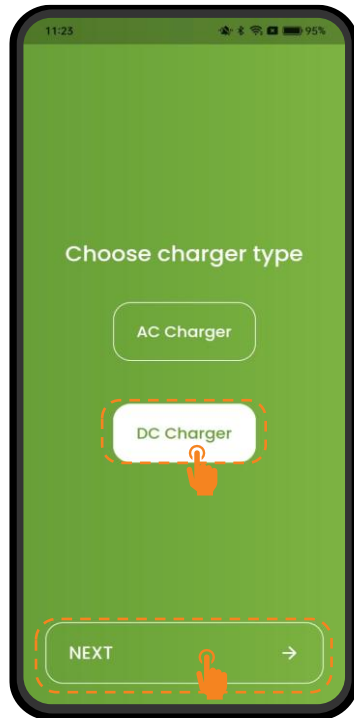 11:23 95%
Choose charger type
AC Charger
DC Charger
NEXT →